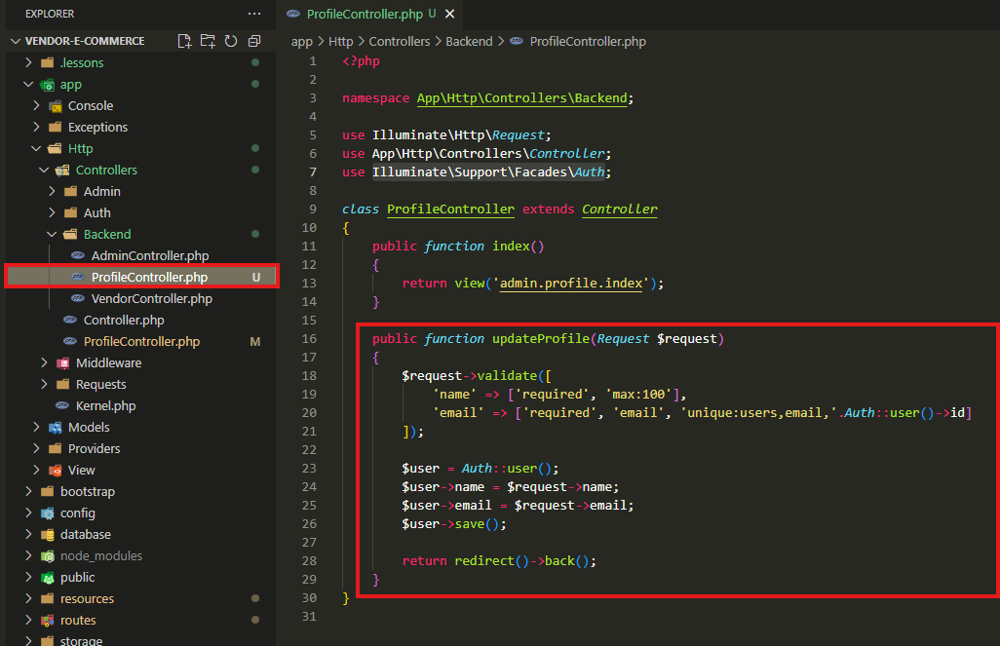 EXPLORER
VENDOR-E-COMMERCE
.lessons
app
Console
Exceptions
Http
Controllers
Admin
Auth
Backend
AdminController.php
ProfileController.php U
VendorController.php
Controller.php
ProfileController.php M
Middleware
Requests
Kernel.php
Models
Providers
View
bootstrap
config
database
node_modules
public
resources
routes
storage
ProfileController.php U
app > Http > Controllers > Backend > ProfileController.php
1 <?php
2
3 namespace App\Http\Controllers\Backend;
4
5 use Illuminate\Http\Request;
6 use App\Http\Controllers\Controller;
7 use Illuminate\Support\Facades\Auth;
8
9 class ProfileController extends Controller
10 {
11 public function index()
12 {
13 return view('admin.profile.index');
14 }
15
16 public function updateProfile(Request $request)
17 {
18 $request->validate([
19 'name' => ['required', 'max:100'],
20 'email' => ['required', 'email', 'unique:users,email,'.Auth::user()->id]
21 ]);
22
23 $user = Auth::user();
24 $user->name = $request->name;
25 $user->email = $request->email;
26 $user->save();
27
28 return redirect()->back();
29 }
30 }
31